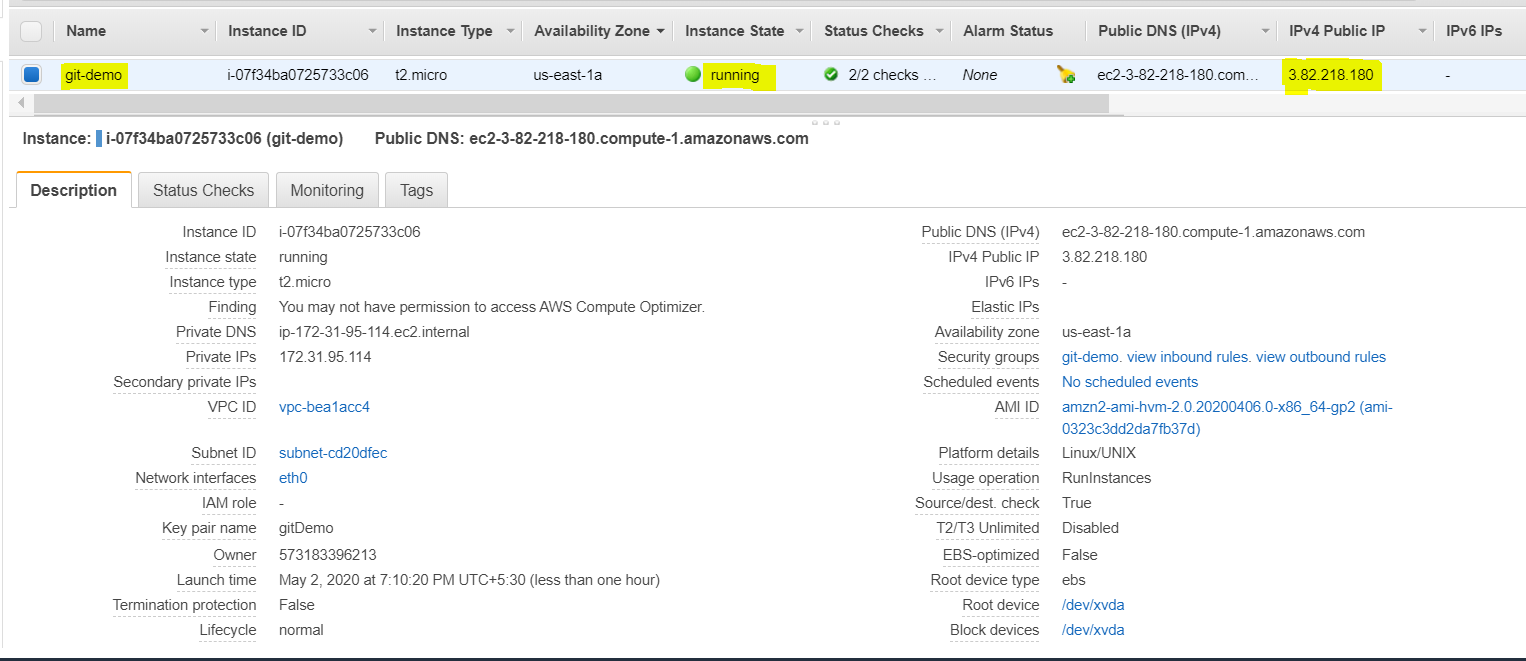 Name Instance ID Instance Type Availability Zone Instance State Status Checks Alarm Status Public DNS (IPv4) IPv4 Public IP IPv6 IPs
git-demo i-07f34ba0725733c06 t2.micro us-east-1a running 2/2 checks ... None ec2-3-82-218-180.com... 3.82.218.180 -
Instance: i-07f34ba0725733c06 (git-demo) Public DNS: ec2-3-82-218-180.compute-1.amazonaws.com
Description Status Checks Monitoring Tags
Instance ID i-07f34ba0725733c06 Public DNS (IPv4) ec2-3-82-218-180.compute-1.amazonaws.com
Instance state running IPv4 Public IP 3.82.218.180
Instance type t2.micro IPv6 IPs -
Finding You may not have permission to access AWS Compute Optimizer. Elastic IPs
Private DNS ip-172-31-95-114.ec2.internal Availability zone us-east-1a
Private IPs 172.31.95.114 Security groups git-demo. view inbound rules. view outbound rules
Secondary private IPs Scheduled events No scheduled events
VPC ID vpc-bea1acc4 AMI ID amzn2-ami-hvm-2.0.20200406.0-x86_64-gp2 (ami-
0323c3dd2da7fb37d)
Subnet ID subnet-cd20dfec Platform details Linux/UNIX
Network interfaces eth0 Usage operation RunInstances
IAM role - Source/dest. check True
Key pair name gitDemo T2/T3 Unlimited Disabled
Owner 573183396213 EBS-optimized False
Launch time May 2, 2020 at 7:10:20 PM UTC+5:30 (less than one hour) Root device type ebs
Termination protection False Root device /dev/xvda
Lifecycle normal Block devices /dev/xvda